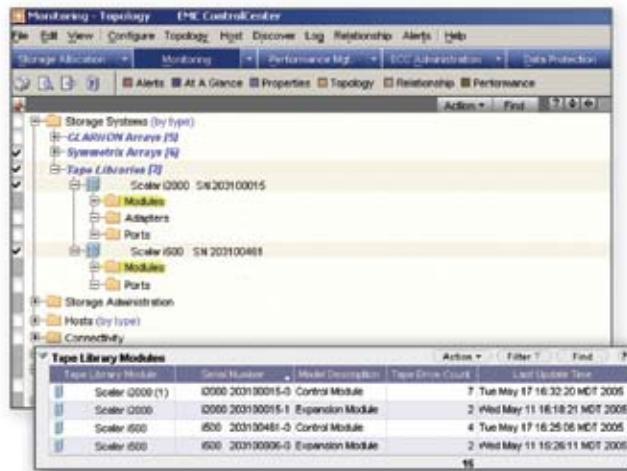 Monitoring - Topology EMC ControlCenter
File Edit View Configure Topology Host Discover Log Relationship Alerts Help
Storage Allocation Monitoring Performance Mgt. ECC Administration Data Protection
Alerts At A Glance Properties Topology Relationship Performance
Action Find
Storage Systems (by type)
CLARiiON Arrays [5]
Symmetrix Arrays [6]
Tape Libraries [2]
Scalar i2000 SN 203100015
Modules
Adapters
Ports
Scalar i500 SN 203100461
Modules
Ports
Storage Administration
Hosts (by type)
Connectivity
Tape Library Modules Action Filter Find
Tape Library Module Serial Number Model Description Tape Drive Count Last Update Time
Scalar i2000 (1) i2000 203100015-0 Control Module 7 Tue May 17 16:32:20 MDT 2005
Scalar i2000 i2000 203100015-1 Expansion Module 2 Wed May 11 16:18:21 MDT 2005
Scalar i500 i500 203100461-0 Control Module 4 Tue May 17 16:25:06 MDT 2005
Scalar i500 i500 203100006-0 Expansion Module 2 Wed May 11 15:26:11 MDT 2005
15